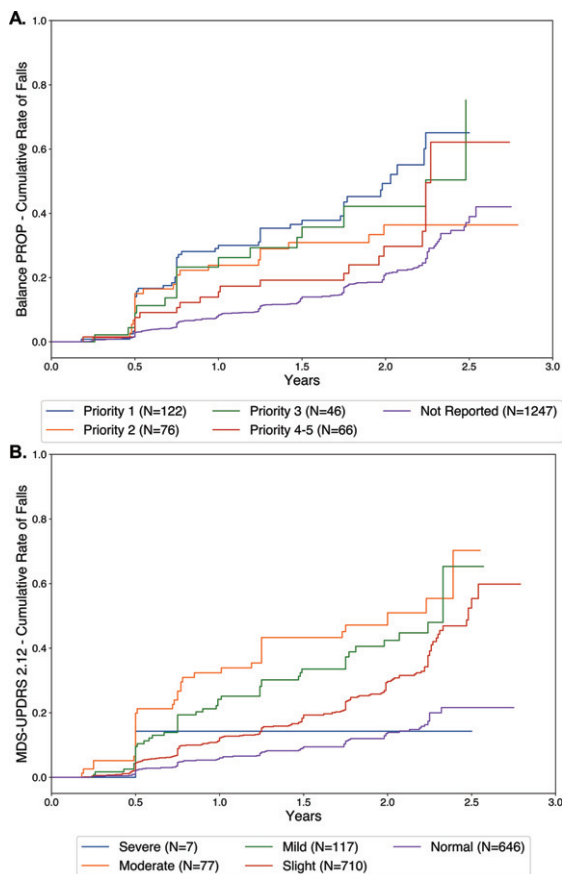 A.
Balance PROP - Cumulative Rate of Falls
1.0
0.8
0.6
0.4
0.2
0.0
0.0 0.5 1.0 1.5 2.0 2.5 3.0
Years
Priority 1 (N=122) Priority 3 (N=46) Not Reported (N=1247)
Priority 2 (N=76) Priority 4-5 (N=66)
B.
MDS-UPDRS 2.12 - Cumulative Rate of Falls
1.0
0.8
0.6
0.4
0.2
0.0
0.0 0.5 1.0 1.5 2.0 2.5 3.0
Years
Severe (N=7) Mild (N=117) Normal (N=646)
Moderate (N=77) Slight (N=710)